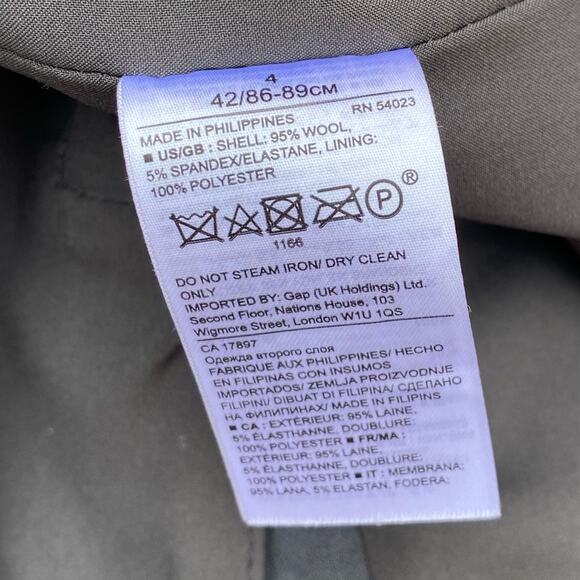 4
42/86-89CM
MADE IN PHILIPPINES RN 54023
■ US/GB : SHELL: 95% WOOL,
5% SPANDEX/ELASTANE, LINING:
100% POLYESTER
P ®
1166
DO NOT STEAM IRON/ DRY CLEAN
ONLY
IMPORTED BY: Gap (UK Holdings) Ltd.
Second Floor, Nations House, 103
Wigmore Street, London W1U 1QS
CA 17897
Одежда второго слоя
FABRIQUE AUX PHILIPPINES/ HECHO
EN FILIPINAS CON INSUMOS
IMPORTADOS/ ZEMLJA PROIZVODNJE
FILIPINI/ DIBUAT DI FILIPINA/ СДЕЛАНО
НА ФИЛИПИНАХ/ MADE IN FILIPINS
■ CA : EXTÉRIEUR: 95% LAINE,
5% ÉLASTHANNE, DOUBLURE:
100% POLYESTER ■ FR/MA :
EXTÉRIEUR: 95% LAINE,
5% ÉLASTHANNE, DOUBLURE:
100% POLYESTER ■ IT : MEMBRANA:
95% LANA, 5% ELASTAN, FODERA: